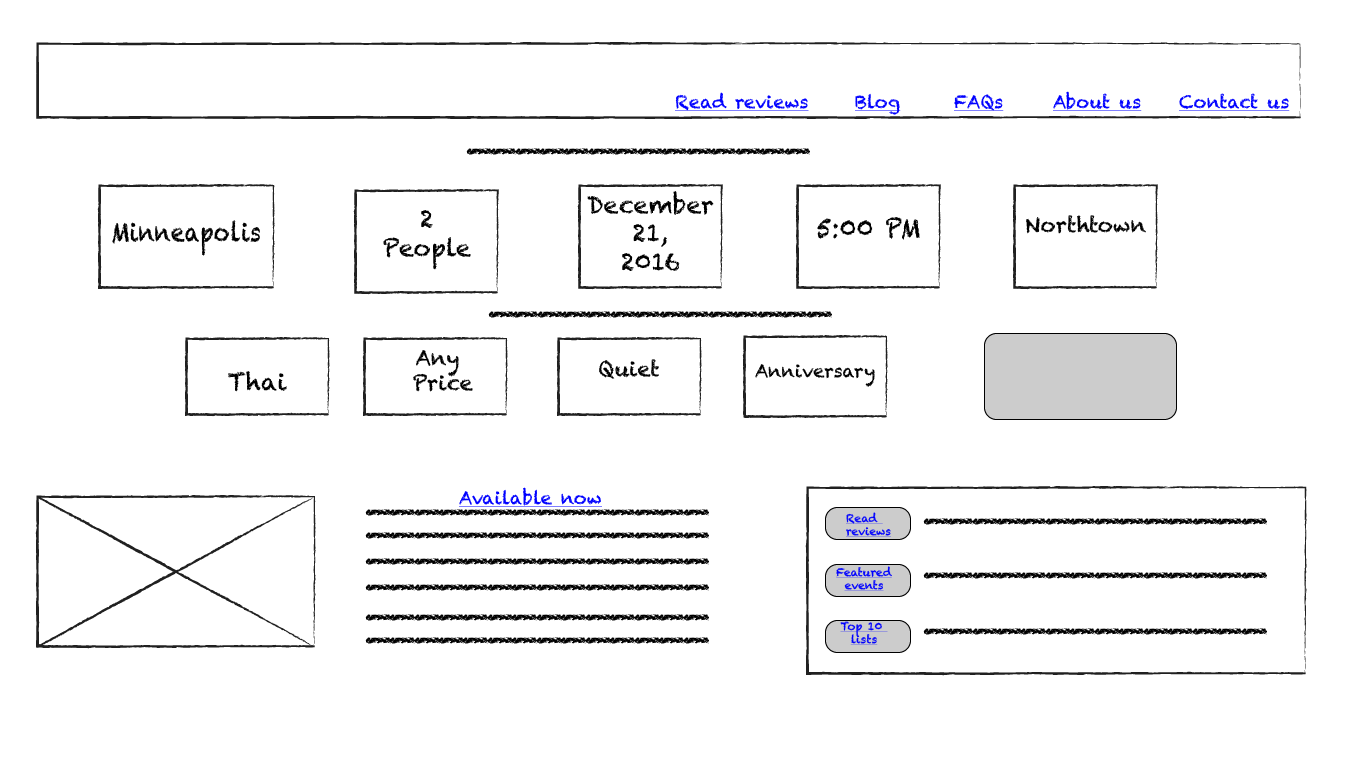 Read reviews Blog FAQs About us Contact us
Minneapolis
2
People
December
21,
2016
5:00 PM
Northtown
Thai
Any
Price
Quiet
Anniversary
Available now
Read
reviews
Featured
events
Top 10
lists